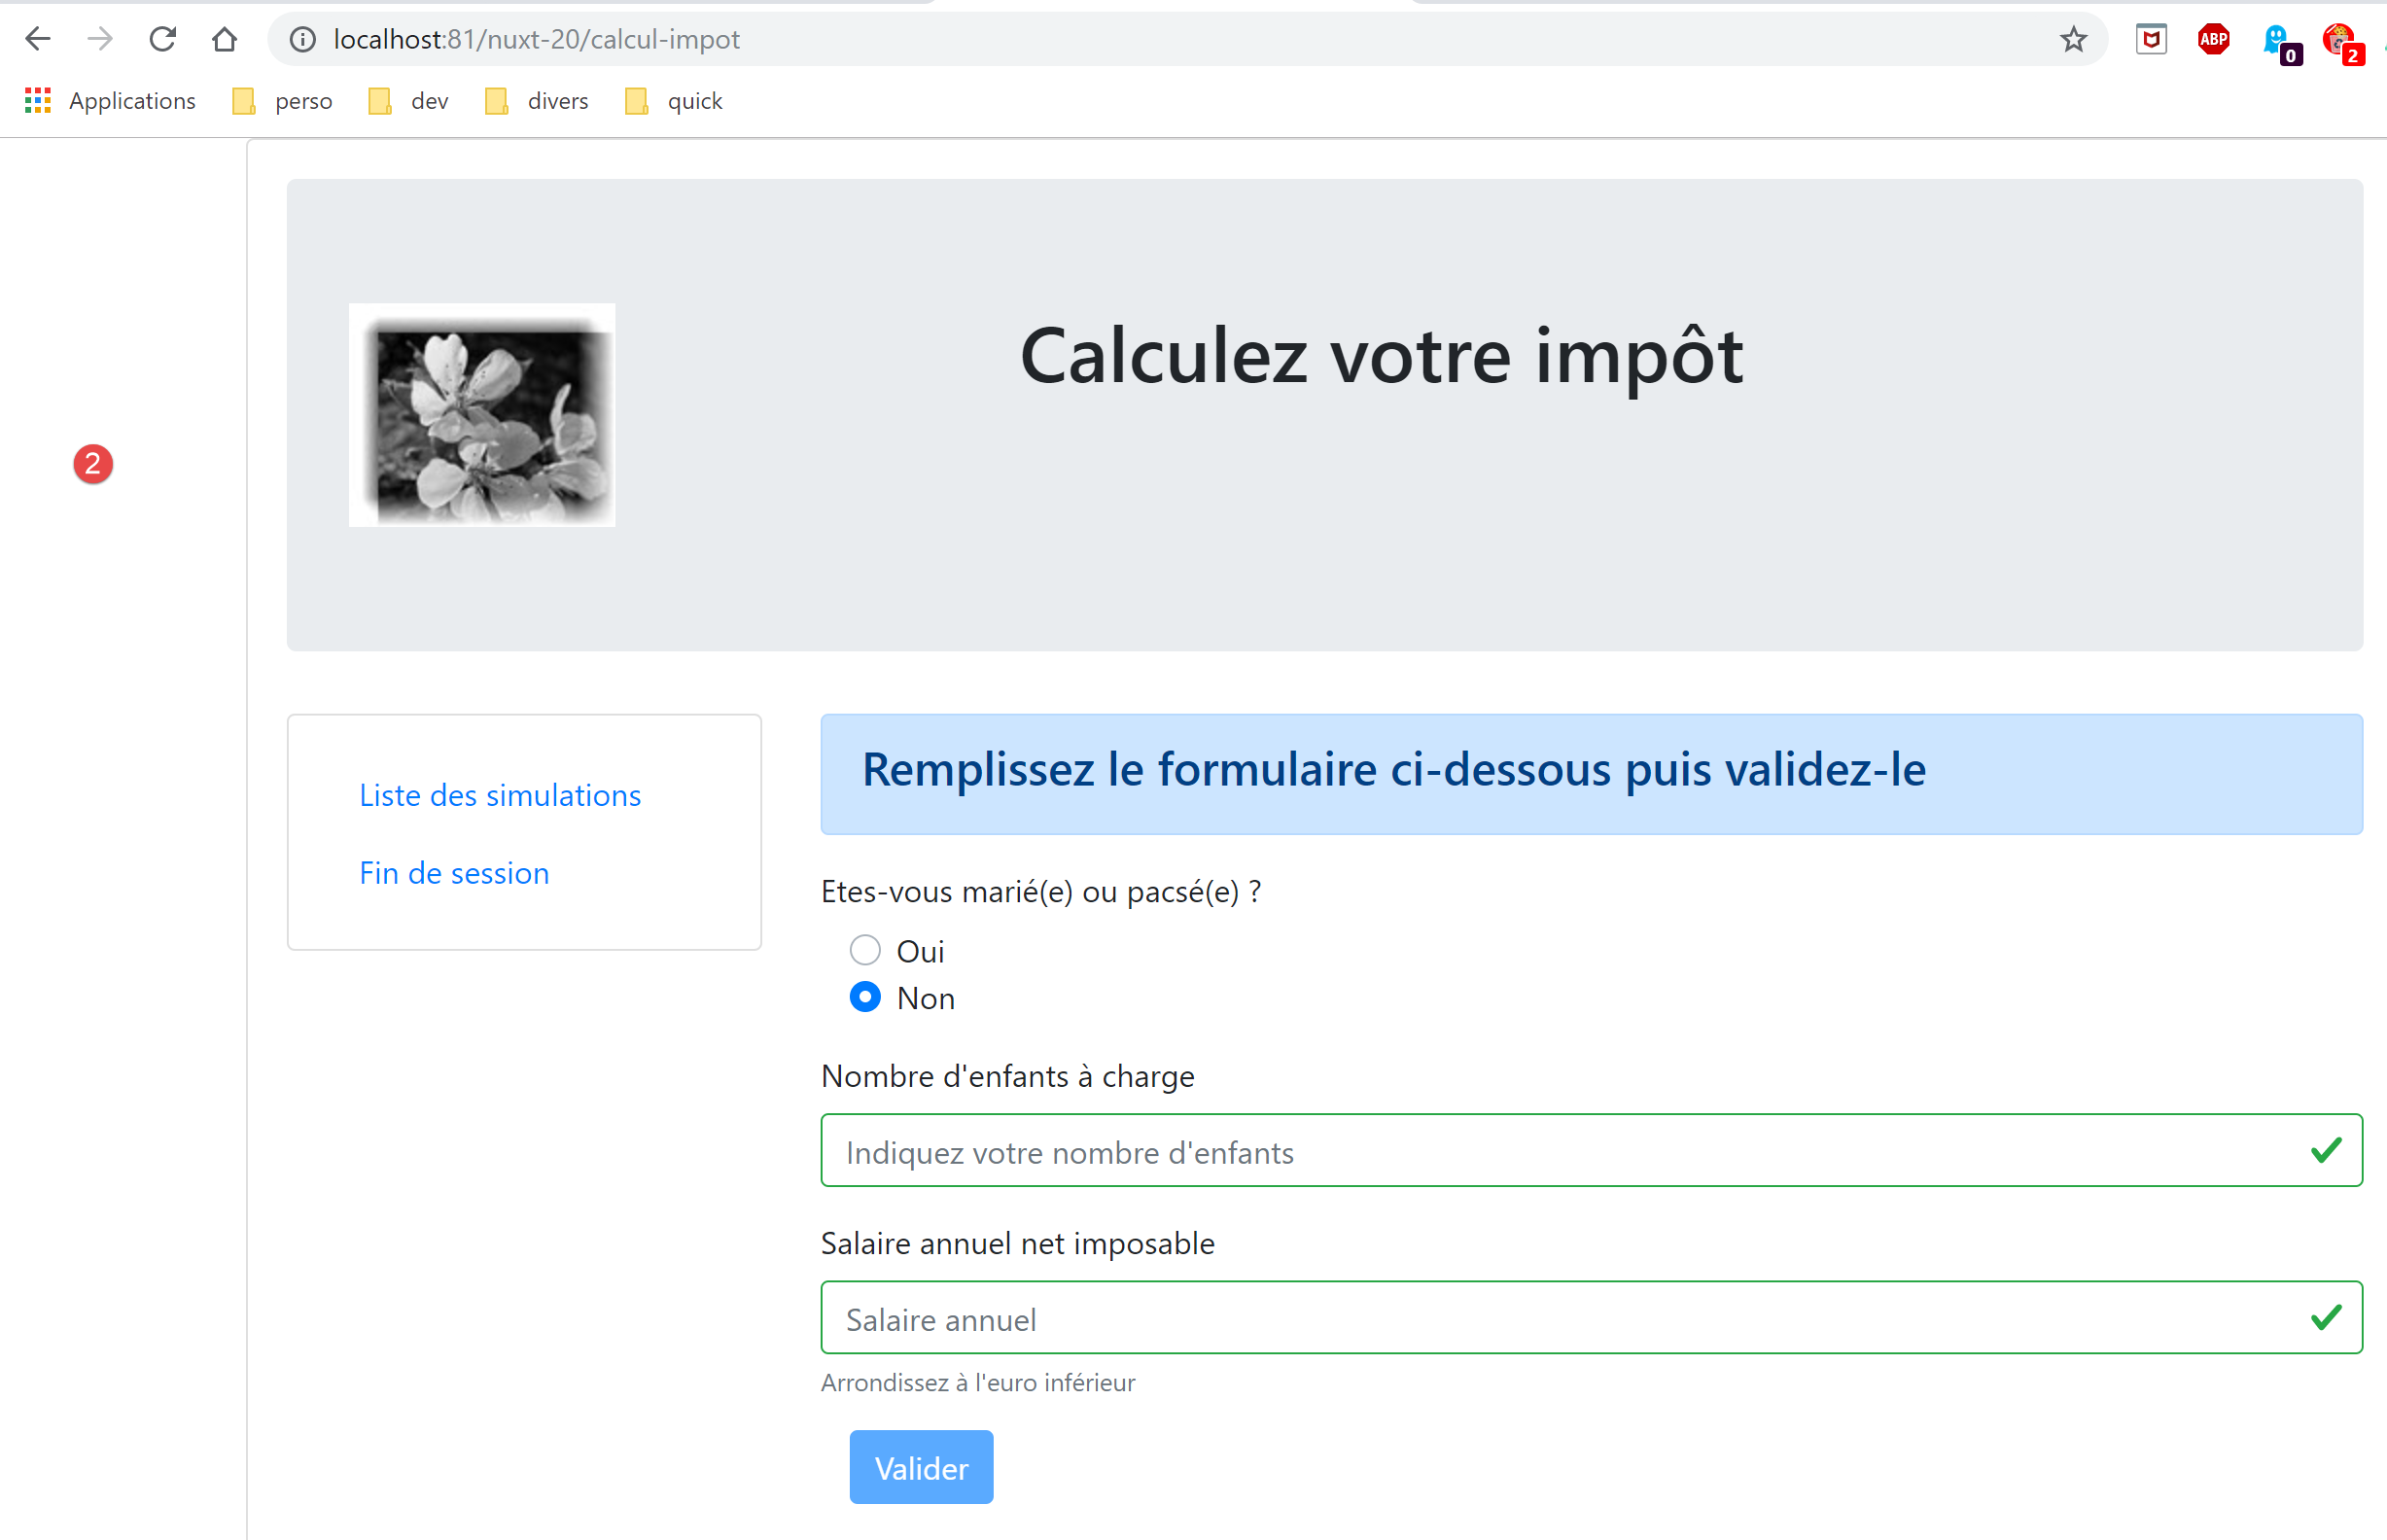 localhost:81/nuxt-20/calcul-impot
ABP
0
2
Applications
perso
dev
divers
quick
Calculez votre impôt
2
Liste des simulations
Fin de session
Remplissez le formulaire ci-dessous puis validez-le
Etes-vous marié(e) ou pacsé(e) ?
Oui
Non
Nombre d'enfants à charge
Indiquez votre nombre d'enfants
Salaire annuel net imposable
Salaire annuel
Arrondissez à l'euro inférieur
Valider